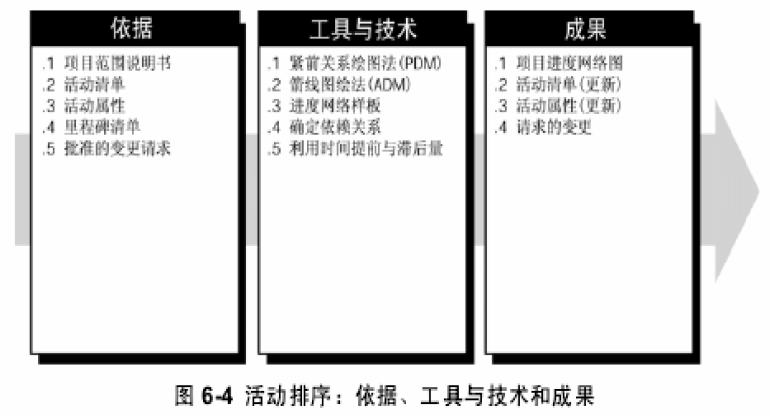 依据
.1 项目范围说明书
.2 活动清单
.3 活动属性
.4 里程碑清单
.5 批准的变更请求
工具与技术
.1 紧前关系绘图法(PDM)
.2 箭线图绘法(ADM)
.3 进度网络样板
.4 确定依赖关系
.5 利用时间提前与滞后量
成果
.1 项目进度网络图
.2 活动清单(更新)
.3 活动属性(更新)
.4 请求的变更
图 6-4 活动排序：依据、工具与技术和成果